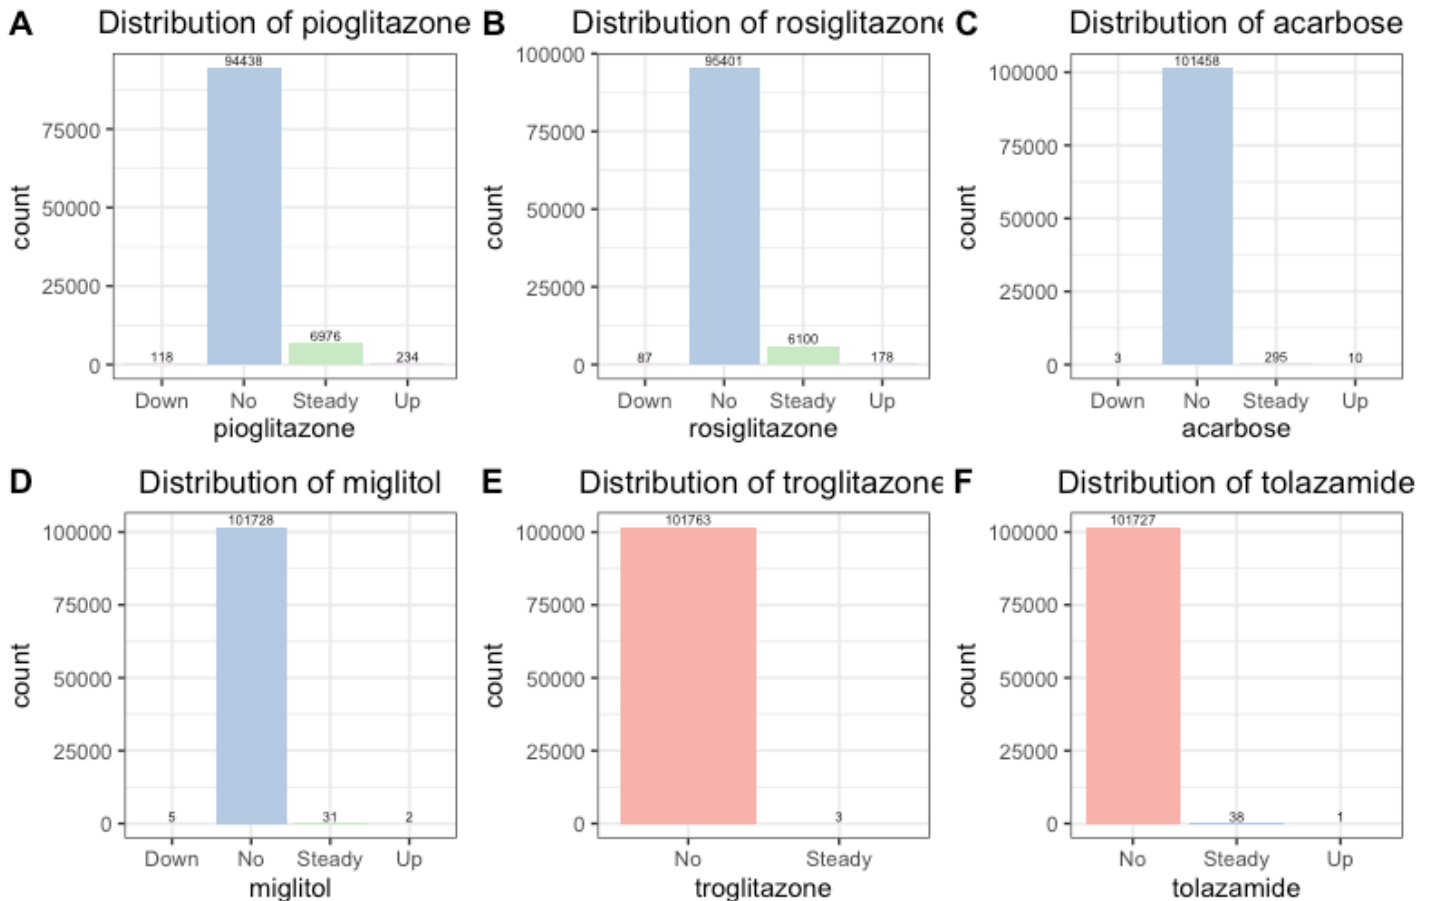 A Distribution of pioglitazone
94438
75000
50000
25000
0
count
118
6976
234
Down No Steady Up
pioglitazone
B Distribution of rosiglitazone
100000
95401
75000
50000
25000
0
count
87
6100
178
Down No Steady Up
rosiglitazone
C Distribution of acarbose
101458
100000
75000
50000
25000
0
count
3
295
10
Down No Steady Up
acarbose
D Distribution of miglitol
101728
100000
75000
50000
25000
0
count
5
31
2
Down No Steady Up
miglitol
E Distribution of troglitazone
101763
100000
75000
50000
25000
0
count
3
No Steady
troglitazone
F Distribution of tolazamide
101727
100000
75000
50000
25000
0
count
38
1
No Steady Up
tolazamide